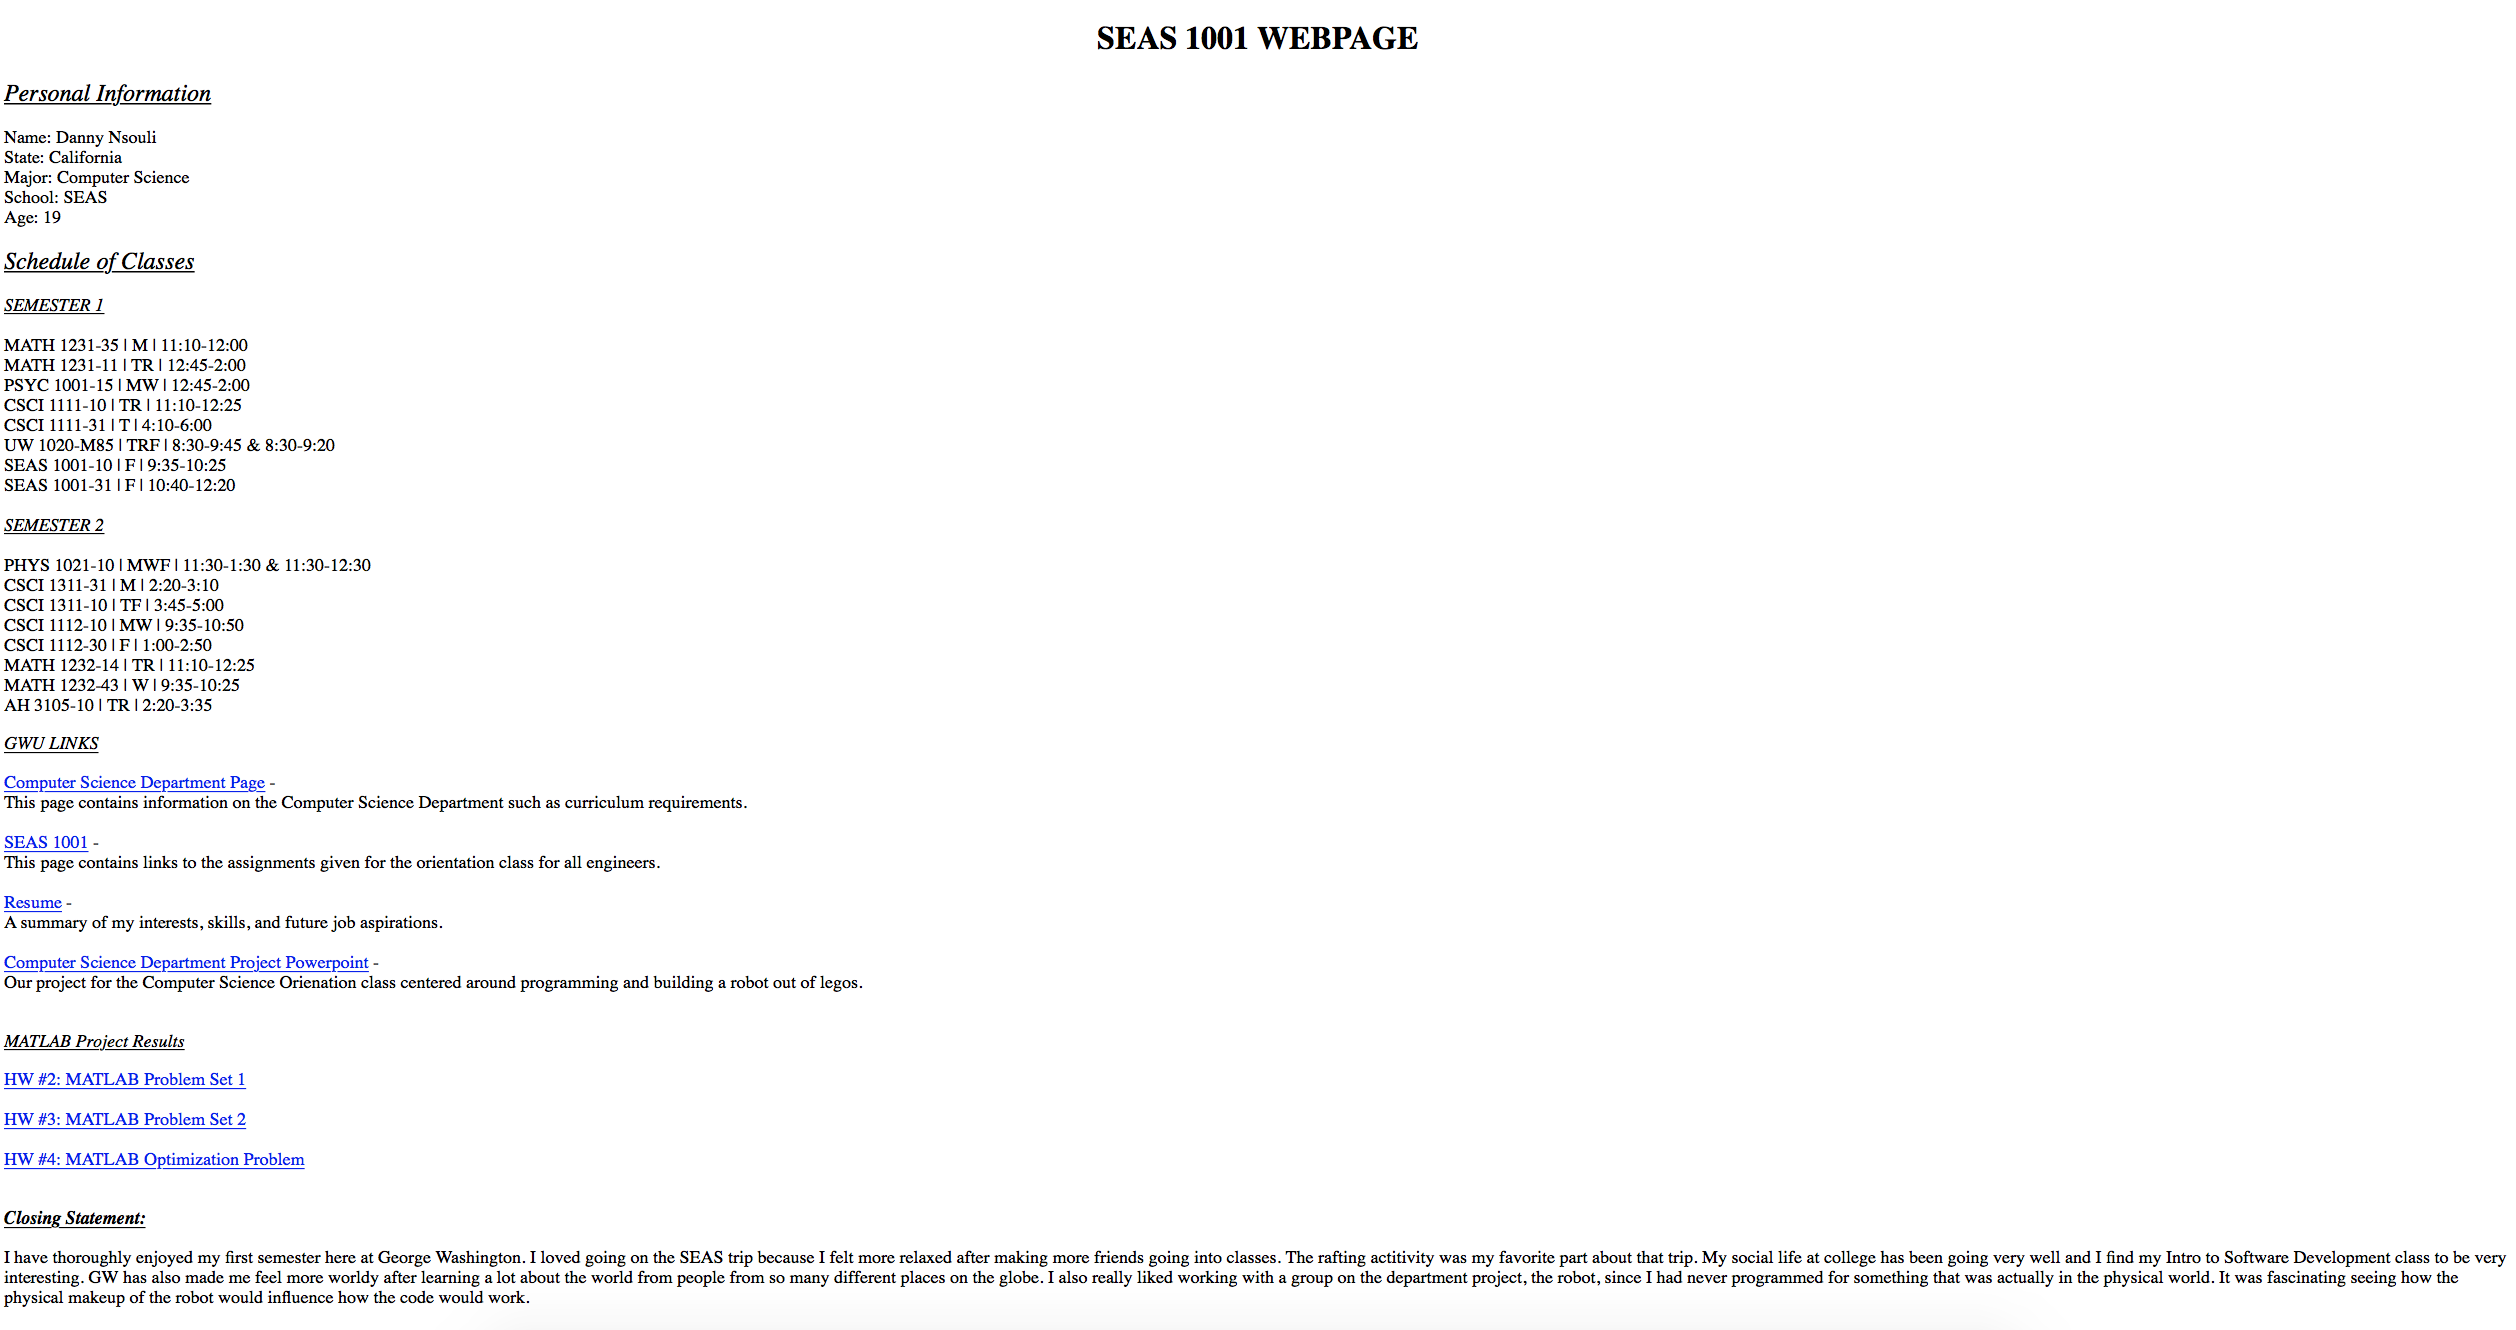 SEAS 1001 WEBPAGE
Personal Information
Name: Danny Nsouli
State: California
Major: Computer Science
School: SEAS
Age: 19
Schedule of Classes
SEMESTER 1
MATH 1231-35 | M | 11:10-12:00
MATH 1231-11 | TR | 12:45-2:00
PSYC 1001-15 | MW | 12:45-2:00
CSCI 1111-10 | TR | 11:10-12:25
CSCI 1111-31 | T | 4:10-6:00
UW 1020-M85 | TRF | 8:30-9:45 & 8:30-9:20
SEAS 1001-10 | F | 9:35-10:25
SEAS 1001-31 | F | 10:40-12:20
SEMESTER 2
PHYS 1021-10 | MWF | 11:30-1:30 & 11:30-12:30
CSCI 1311-31 | M | 2:20-3:10
CSCI 1311-10 | TF | 3:45-5:00
CSCI 1112-10 | MW | 9:35-10:50
CSCI 1112-30 | F | 1:00-2:50
MATH 1232-14 | TR | 11:10-12:25
MATH 1232-43 | W | 9:35-10:25
AH 3105-10 | TR | 2:20-3:35
GWU LINKS
Computer Science Department Page -
This page contains information on the Computer Science Department such as curriculum requirements.
SEAS 1001 -
This page contains links to the assignments given for the orientation class for all engineers.
Resume -
A summary of my interests, skills, and future job aspirations.
Computer Science Department Project Powerpoint -
Our project for the Computer Science Orienation class centered around programming and building a robot out of legos.
MATLAB Project Results
HW #2: MATLAB Problem Set 1
HW #3: MATLAB Problem Set 2
HW #4: MATLAB Optimization Problem
Closing Statement:
I have thoroughly enjoyed my first semester here at George Washington. I loved going on the SEAS trip because I felt more relaxed after making more friends going into classes. The rafting actitivity was my favorite part about that trip. My social life at college has been going very well and I find my Intro to Software Development class to be very
interesting. GW has also made me feel more worldy after learning a lot about the world from people from so many different places on the globe. I also really liked working with a group on the department project, the robot, since I had never programmed for something that was actually in the physical world. It was fascinating seeing how the
physical makeup of the robot would influence how the code would work.